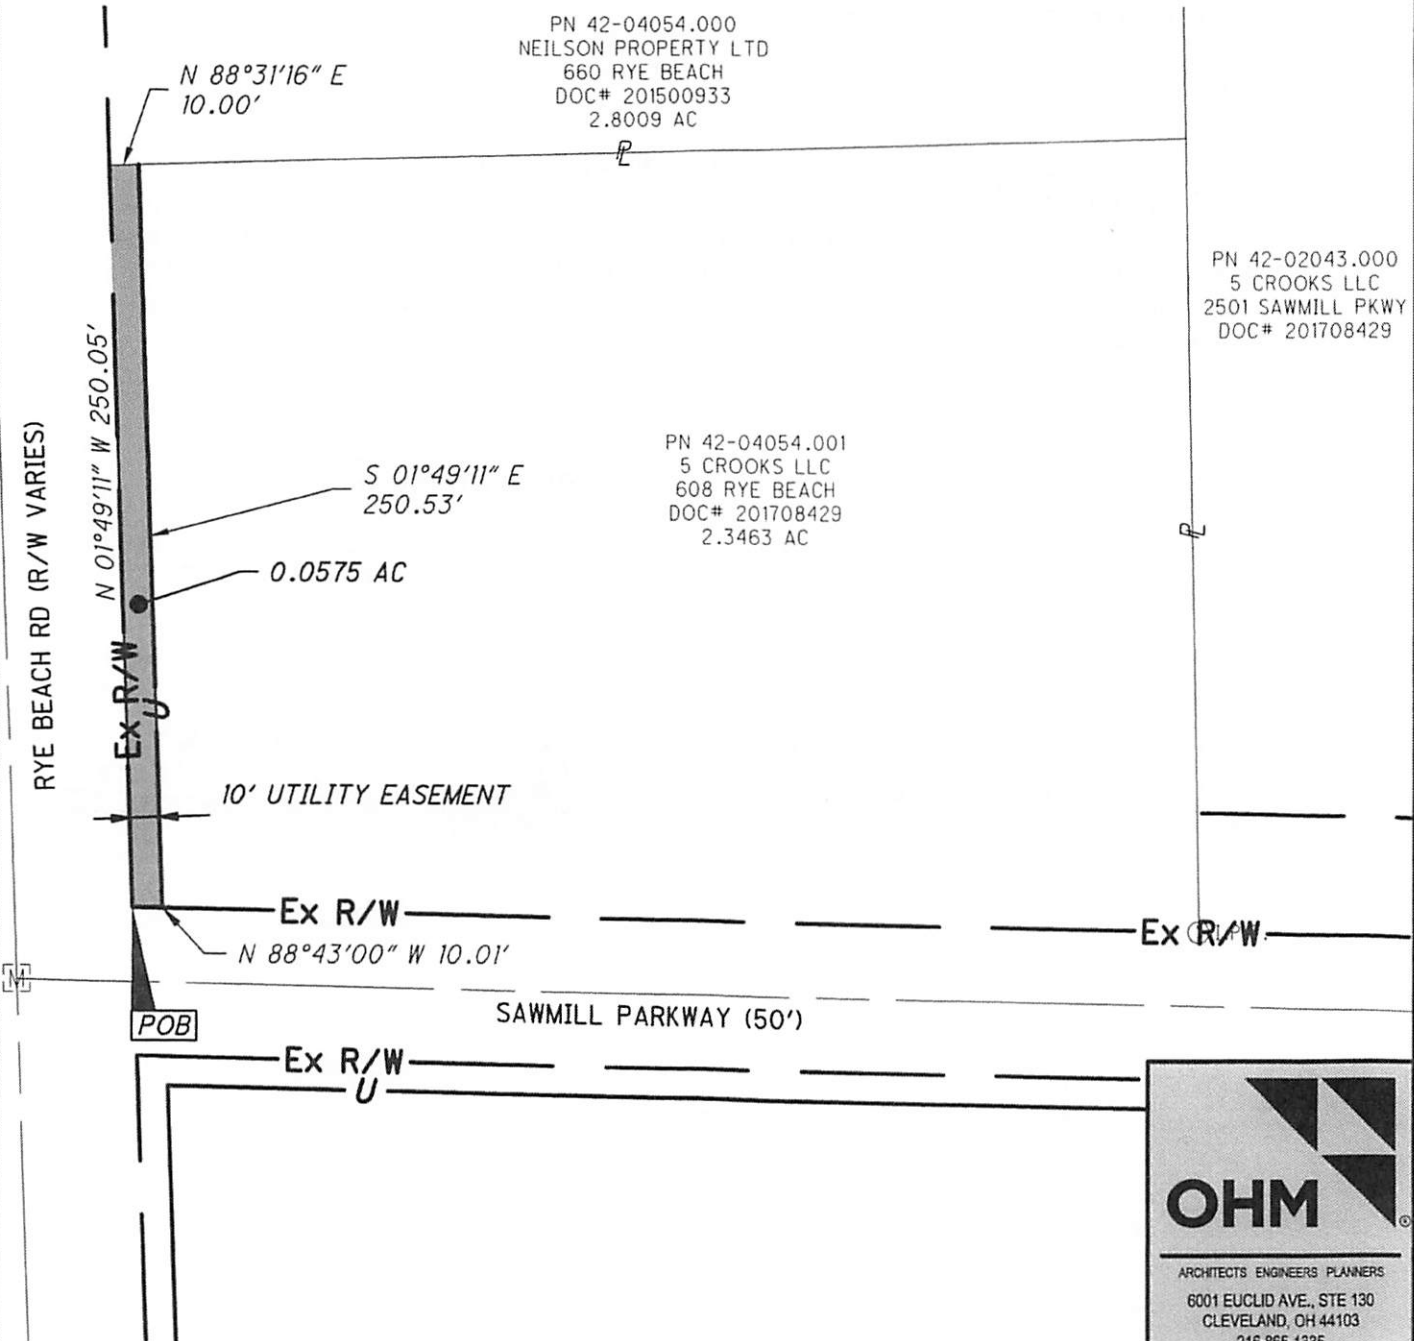 PN 42-04054.000
NEILSON PROPERTY LTD
660 RYE BEACH
DOC# 201500933
2.8009 AC
N 88°31'16" E
10.00'
PL
PN 42-02043.000
5 CROOKS LLC
2501 SAWMILL PKWY
DOC# 201708429
N 01°49'11" W 250.05'
RYE BEACH RD (R/W VARIES)
S 01°49'11" E
250.53'
PN 42-04054.001
5 CROOKS LLC
608 RYE BEACH
DOC# 201708429
2.3463 AC
PL
0.0575 AC
Ex R/W
U
10' UTILITY EASEMENT
Ex R/W
Ex R/W
N 88°43'00" W 10.01'
M
SAWMILL PARKWAY (50')
POB
Ex R/W
U
OHM®
ARCHITECTS ENGINEERS PLANNERS
6001 EUCLID AVE., STE 130
CLEVELAND, OH 44103